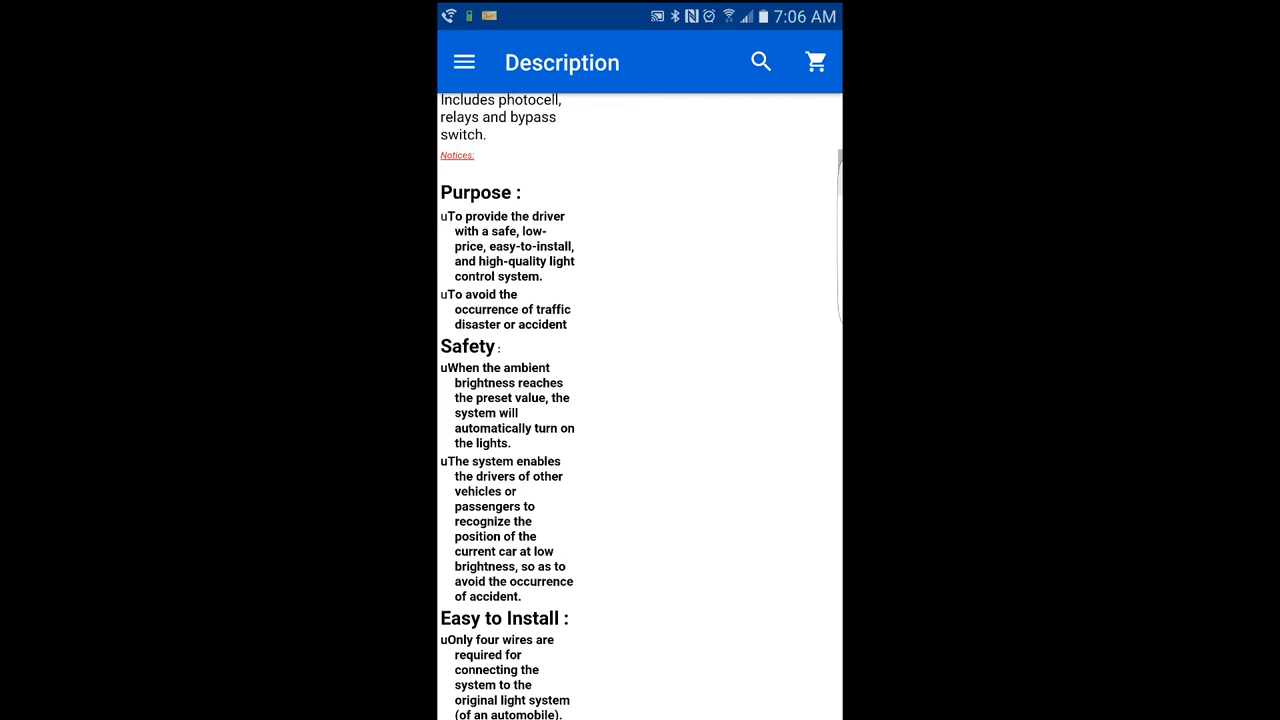 7:06 AM
Description
Includes photocell,
relays and bypass
switch.
Notices:
Purpose :
uTo provide the driver
with a safe, low-
price, easy-to-install,
and high-quality light
control system.
uTo avoid the
occurrence of traffic
disaster or accident
Safety :
uWhen the ambient
brightness reaches
the preset value, the
system will
automatically turn on
the lights.
uThe system enables
the drivers of other
vehicles or
passengers to
recognize the
position of the
current car at low
brightness, so as to
avoid the occurrence
of accident.
Easy to Install :
uOnly four wires are
required for
connecting the
system to the
original light system
(of an automobile).